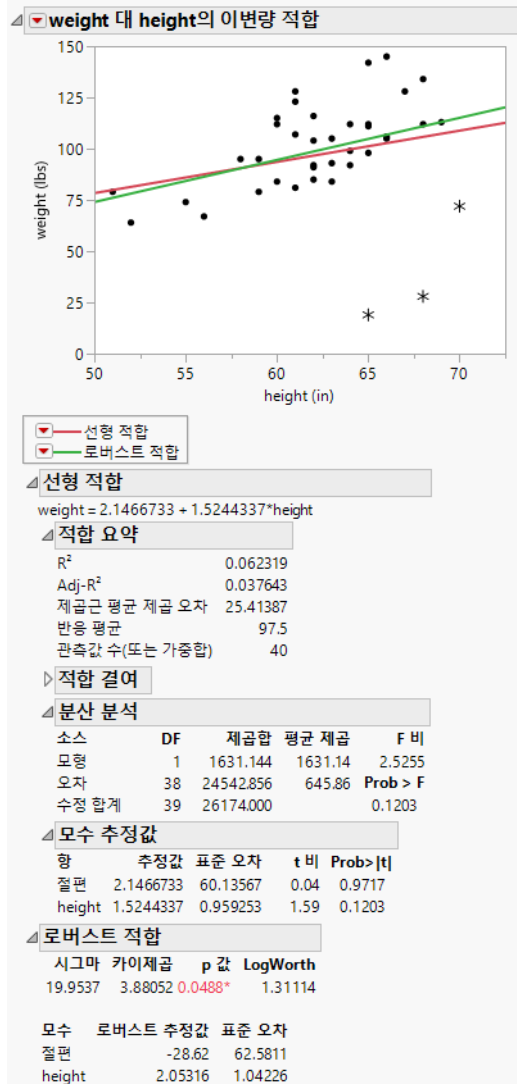 weight 대 height의 이변량 적합
150
125
100
75
50
25
0
weight (lbs)
50 55 60 65 70
height (in)
선형 적합
로버스트 적합
선형 적합
weight = 2.1466733 + 1.5244337*height
적합 요약
R² 0.062319
Adj-R² 0.037643
제곱근 평균 제곱 오차 25.41387
반응 평균 97.5
관측값 수(또는 가중합) 40
적합 결여
분산 분석
소스 DF 제곱합 평균 제곱 F 비
모형 1 1631.144 1631.14 2.5255
오차 38 24542.856 645.86 Prob > F
수정 합계 39 26174.000 0.1203
모수 추정값
항 추정값 표준 오차 t 비 Prob>|t|
절편 2.1466733 60.13567 0.04 0.9717
height 1.5244337 0.959253 1.59 0.1203
로버스트 적합
시그마 카이제곱 p 값 LogWorth
19.9537 3.88052 0.0488* 1.31114
모수 로버스트 추정값 표준 오차
절편 -28.62 62.5811
height 2.05316 1.04226